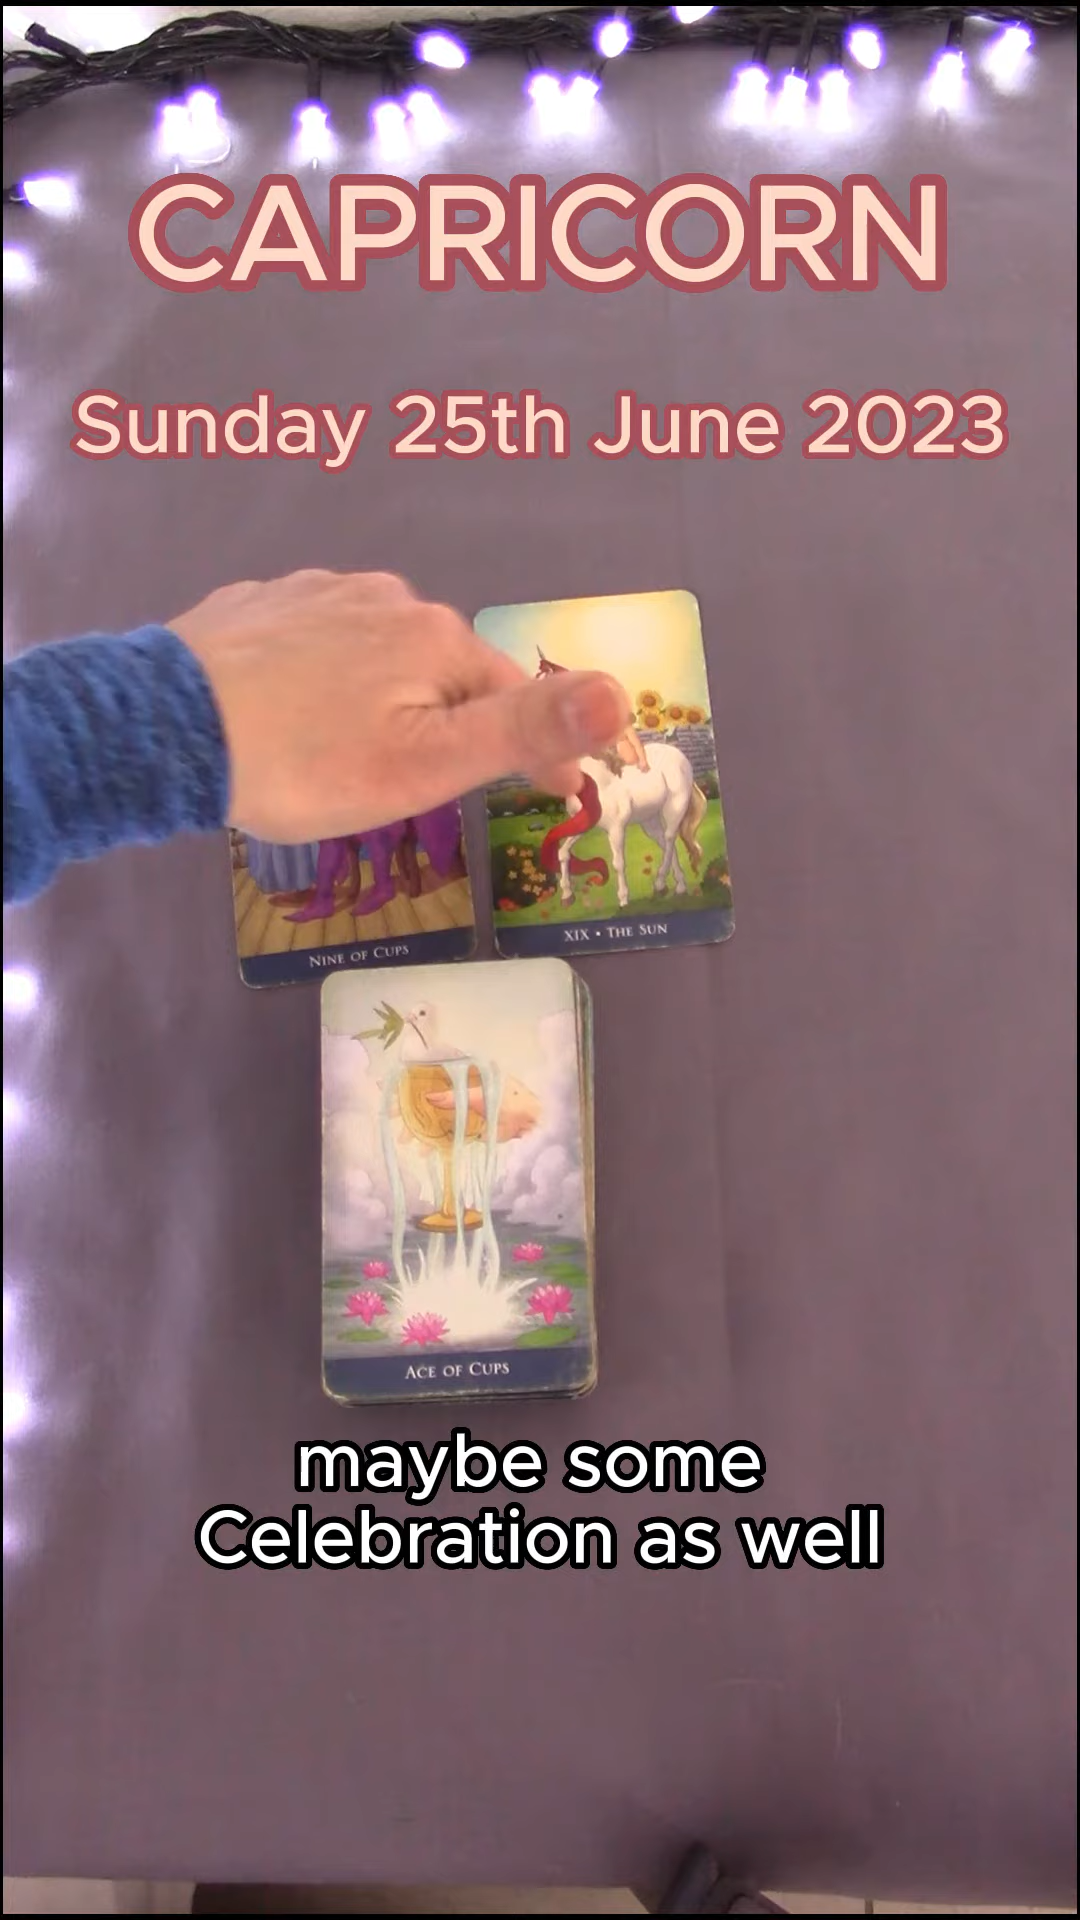 CAPRICORN
Sunday 25th June 2023
NINE OF CUPS
XIX • THE SUN
ACE OF CUPS
maybe some
Celebration as well